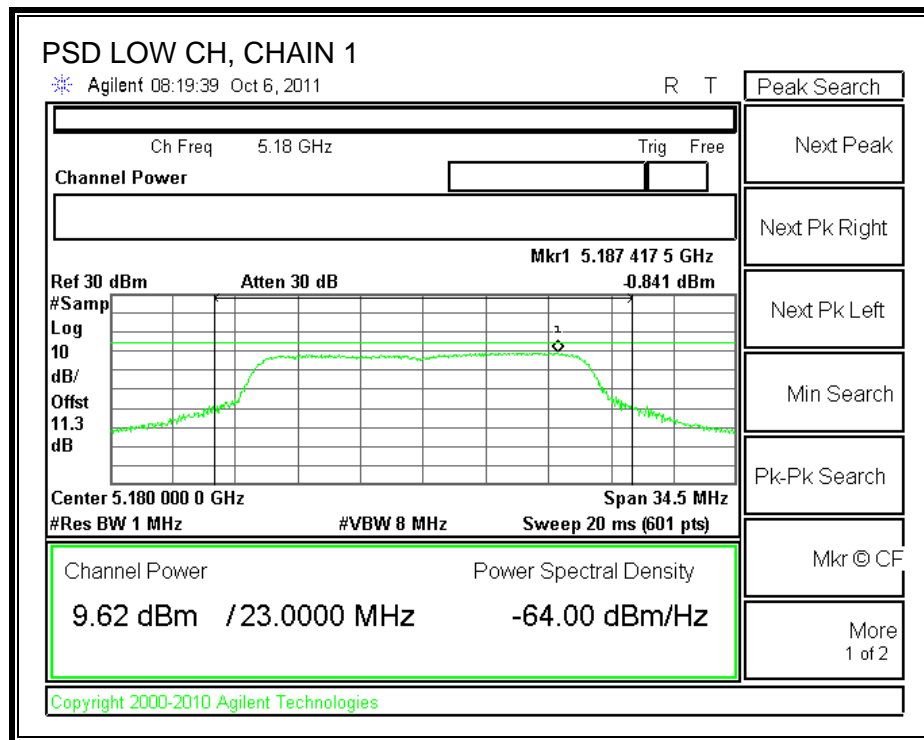 PSD LOW CH, CHAIN 1
Agilent 08:19:39 Oct 6, 2011 R T
Peak Search
Ch Freq 5.18 GHz Trig Free
Channel Power
Mkr1 5.187 417 5 GHz
Ref 30 dBm Atten 30 dB -0.841 dBm
#Samp
Log
10
dB/
Offst
11.3
dB
1
Center 5.180 000 0 GHz Span 34.5 MHz
#Res BW 1 MHz #VBW 8 MHz Sweep 20 ms (601 pts)
Channel Power Power Spectral Density
9.62 dBm / 23.0000 MHz -64.00 dBm/Hz
Next Peak
Next Pk Right
Next Pk Left
Min Search
Pk-Pk Search
Mkr © CF
More
1 of 2
Copyright 2000-2010 Agilent Technologies